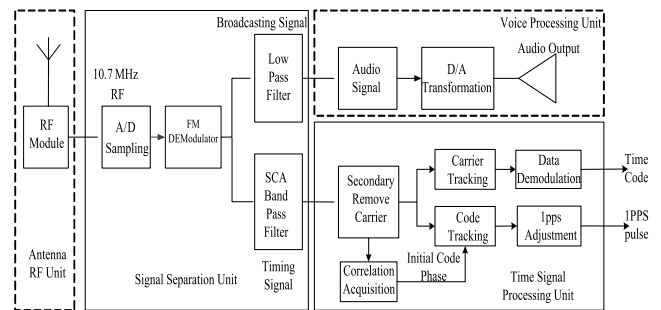 Broadcasting Signal
Voice Processing Unit
10.7 MHz
RF
RF
Module
A/D
Sampling
FM
DEModulator
Low
Pass
Filter
Audio
Signal
D/A
Transformation
Audio Output
SCA
Band
Pass
Filter
Secondary
Remove
Carrier
Carrier
Tracking
Data
Demodulation
Time
Code
Code
Tracking
1pps
Adjustment
1PPS
pulse
Correlation
Acquisition
Initial Code
Phase
Antenna
RF Unit
Signal Separation Unit
Timing
Signal
Time Signal
Processing Unit